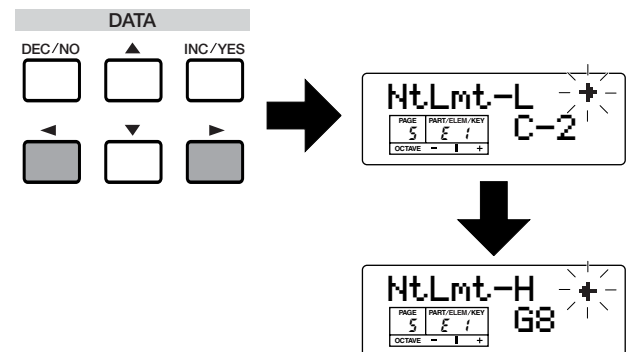 DATA
DEC/NO ▲ INC/YES
◄ ▼ ►
NtLmt-L
PAGE PART/ELEM/KEY
5 E 1 C-2
OCTAVE – +
NtLmt-H
PAGE PART/ELEM/KEY
5 E 1 G8
OCTAVE – +